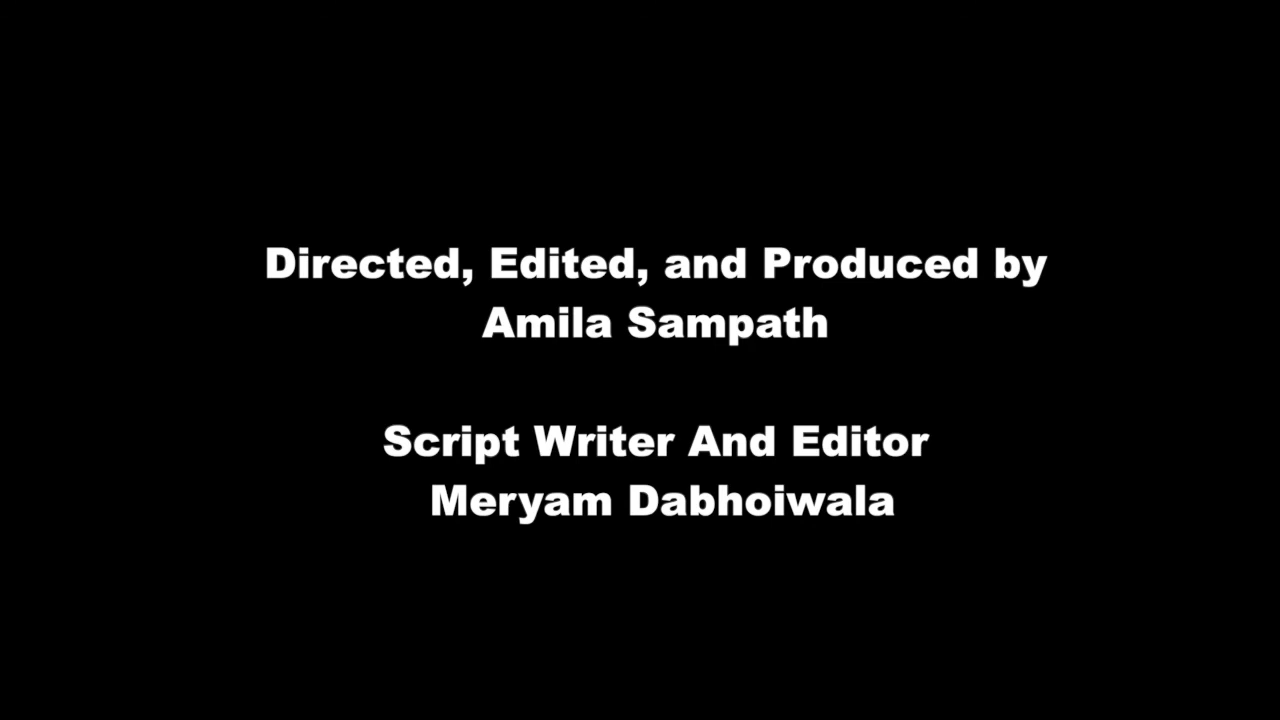 Directed, Edited, and Produced by
Amila Sampath
Script Writer And Editor
Meryam Dabhoiwala